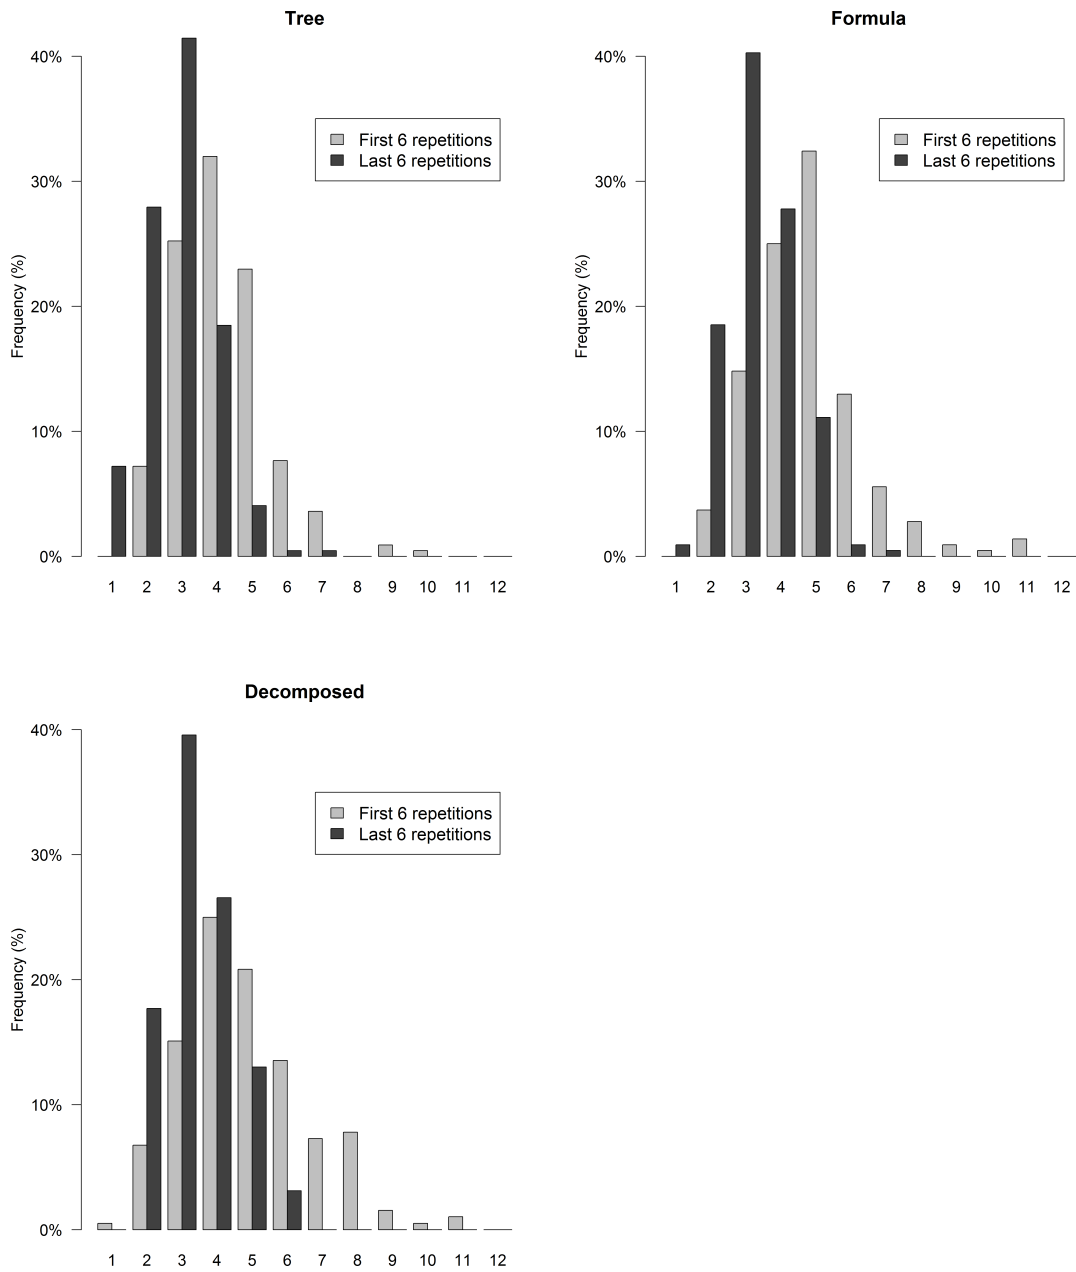 Tree
40%
30%
20%
10%
0%
Frequency (%)
First 6 repetitions
Last 6 repetitions
1 2 3 4 5 6 7 8 9 10 11 12
Formula
40%
30%
20%
10%
0%
Frequency (%)
First 6 repetitions
Last 6 repetitions
1 2 3 4 5 6 7 8 9 10 11 12
Decomposed
40%
30%
20%
10%
0%
Frequency (%)
First 6 repetitions
Last 6 repetitions
1 2 3 4 5 6 7 8 9 10 11 12